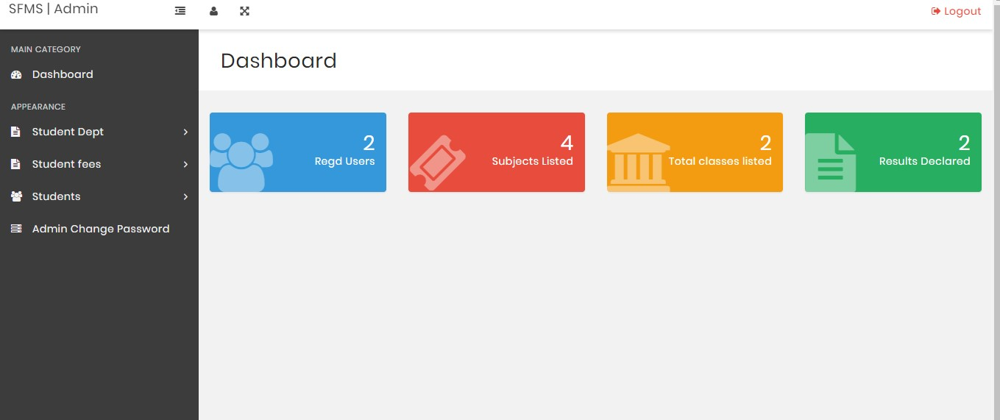 SFMS | Admin
Logout
MAIN CATEGORY
Dashboard
APPEARANCE
Student Dept
Student fees
Students
Admin Change Password
Dashboard
2
Regd Users
4
Subjects Listed
2
Total classes listed
2
Results Declared